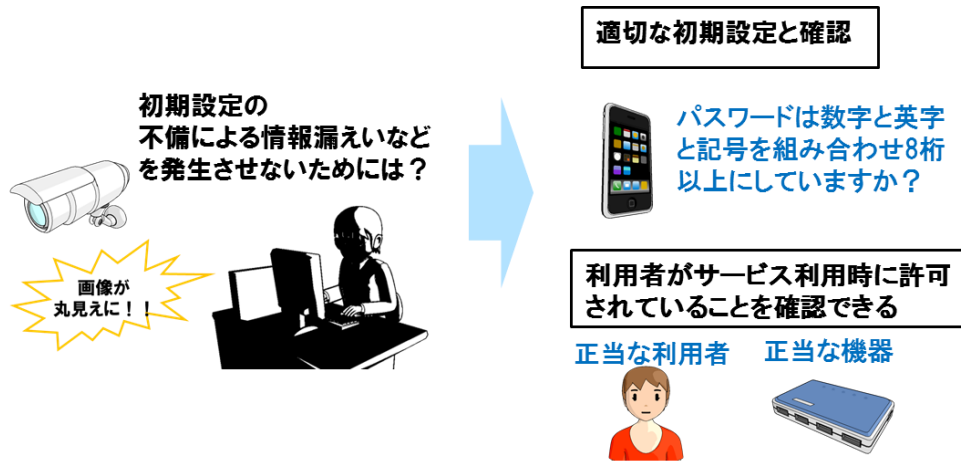 初期設定の
不備による情報漏えいなど
を発生させないためには？
画像が
丸見えに！！
適切な初期設定と確認
パスワードは数字と英字
と記号を組み合わせ8桁
以上にしていますか？
利用者がサービス利用時に許可
されていることを確認できる
正当な利用者
正当な機器